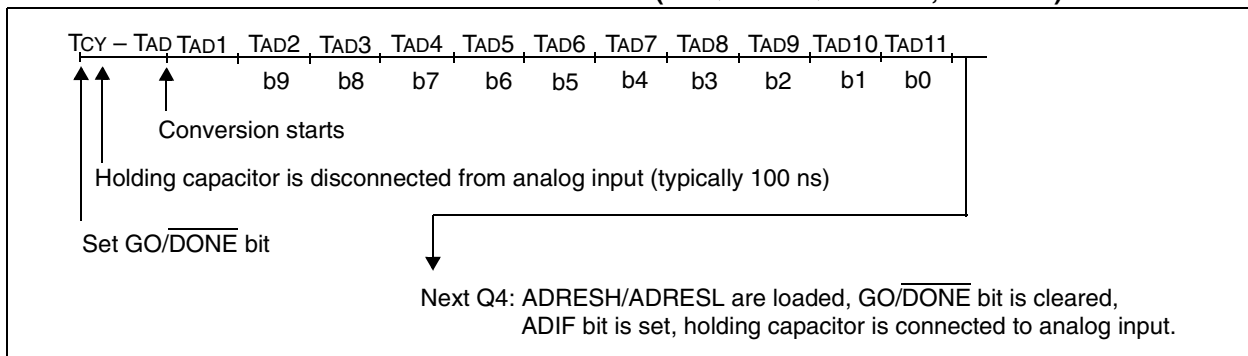 TCY – TAD TAD1 TAD2 TAD3 TAD4 TAD5 TAD6 TAD7 TAD8 TAD9 TAD10 TAD11
b9 b8 b7 b6 b5 b4 b3 b2 b1 b0
Conversion starts
Holding capacitor is disconnected from analog input (typically 100 ns)
Set GO/DONE bit
Next Q4: ADRESH/ADRESL are loaded, GO/DONE bit is cleared,
ADIF bit is set, holding capacitor is connected to analog input.